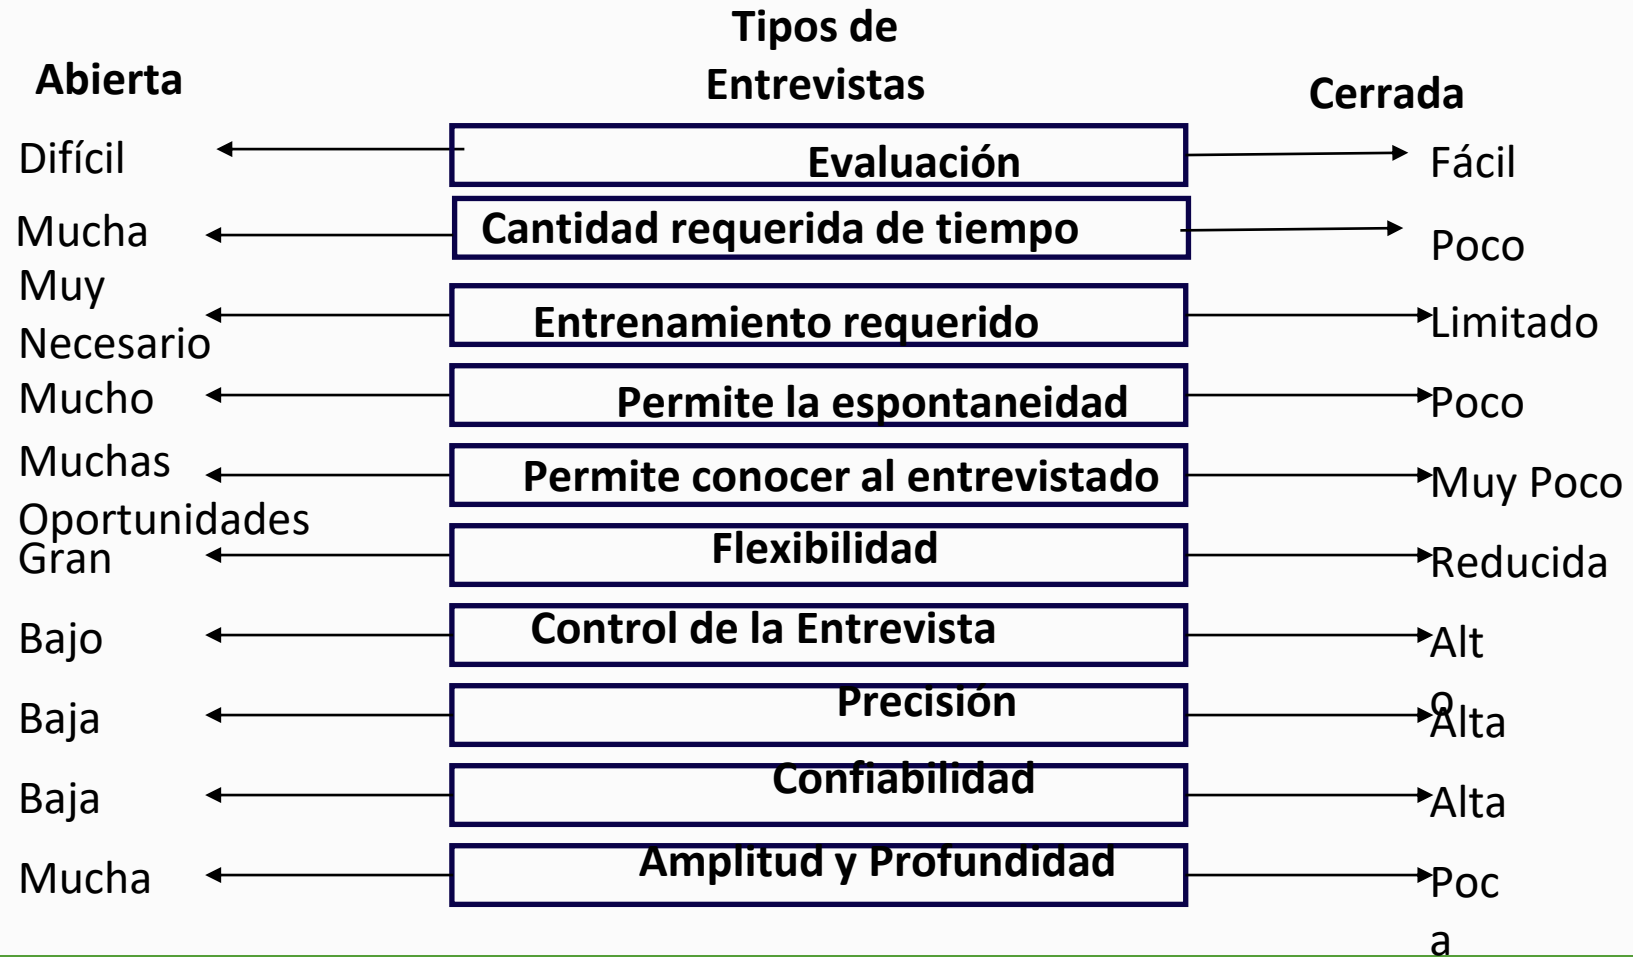 Tipos de
Entrevistas
Abierta
Cerrada
Difícil
Evaluación
Fácil
Mucha
Cantidad requerida de tiempo
Poco
Muy
Necesario
Entrenamiento requerido
Limitado
Mucho
Permite la espontaneidad
Poco
Muchas
Oportunidades
Permite conocer al entrevistado
Muy Poco
Gran
Flexibilidad
Reducida
Bajo
Control de la Entrevista
Alt
o
Baja
Precisión
Alta
Baja
Confiabilidad
Alta
Mucha
Amplitud y Profundidad
Poc
a